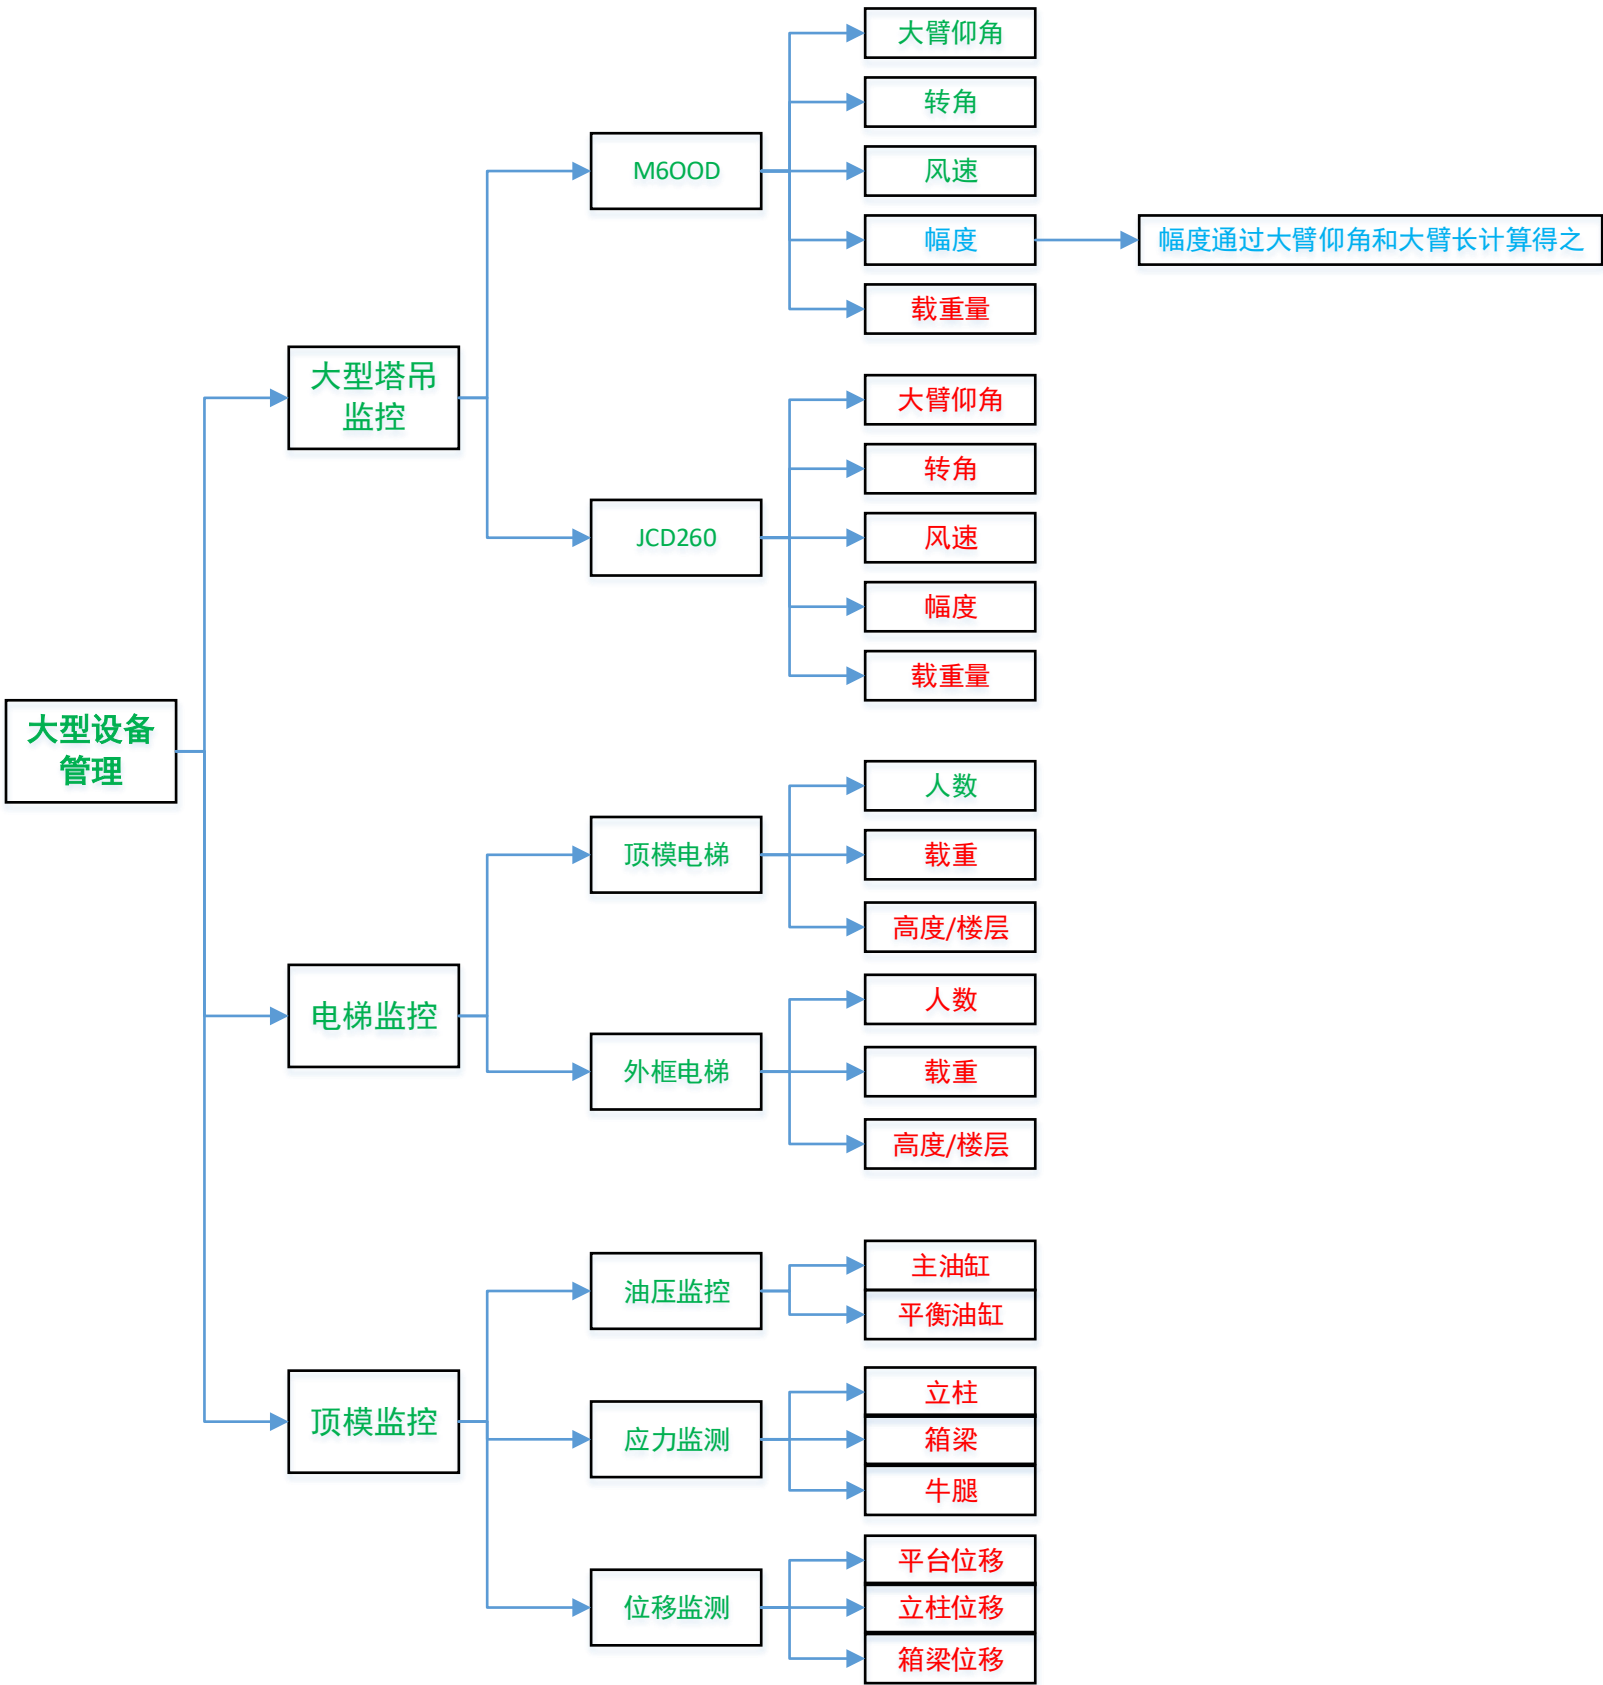 大型设备
管理
大型塔吊
监控
M6OOD
大臂仰角
转角
风速
幅度
幅度通过大臂仰角和大臂长计算得之
载重量
JCD260
大臂仰角
转角
风速
幅度
载重量
电梯监控
顶模电梯
人数
载重
高度/楼层
外框电梯
人数
载重
高度/楼层
顶模监控
油压监控
主油缸
平衡油缸
应力监测
立柱
箱梁
牛腿
位移监测
平台位移
立柱位移
箱梁位移